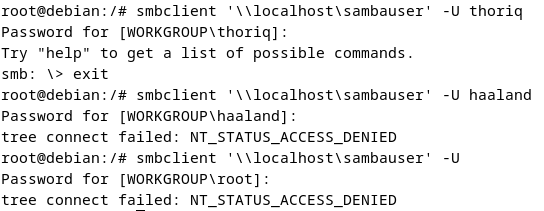 root@debian:/# smbclient '\\localhost\sambauser' -U thoriq
Password for [WORKGROUP\thoriq]:
Try "help" to get a list of possible commands.
smb: \> exit
root@debian:/# smbclient '\\localhost\sambauser' -U haaland
Password for [WORKGROUP\haaland]:
tree connect failed: NT_STATUS_ACCESS_DENIED
root@debian:/# smbclient '\\localhost\sambauser' -U
Password for [WORKGROUP\root]:
tree connect failed: NT_STATUS_ACCESS_DENIED